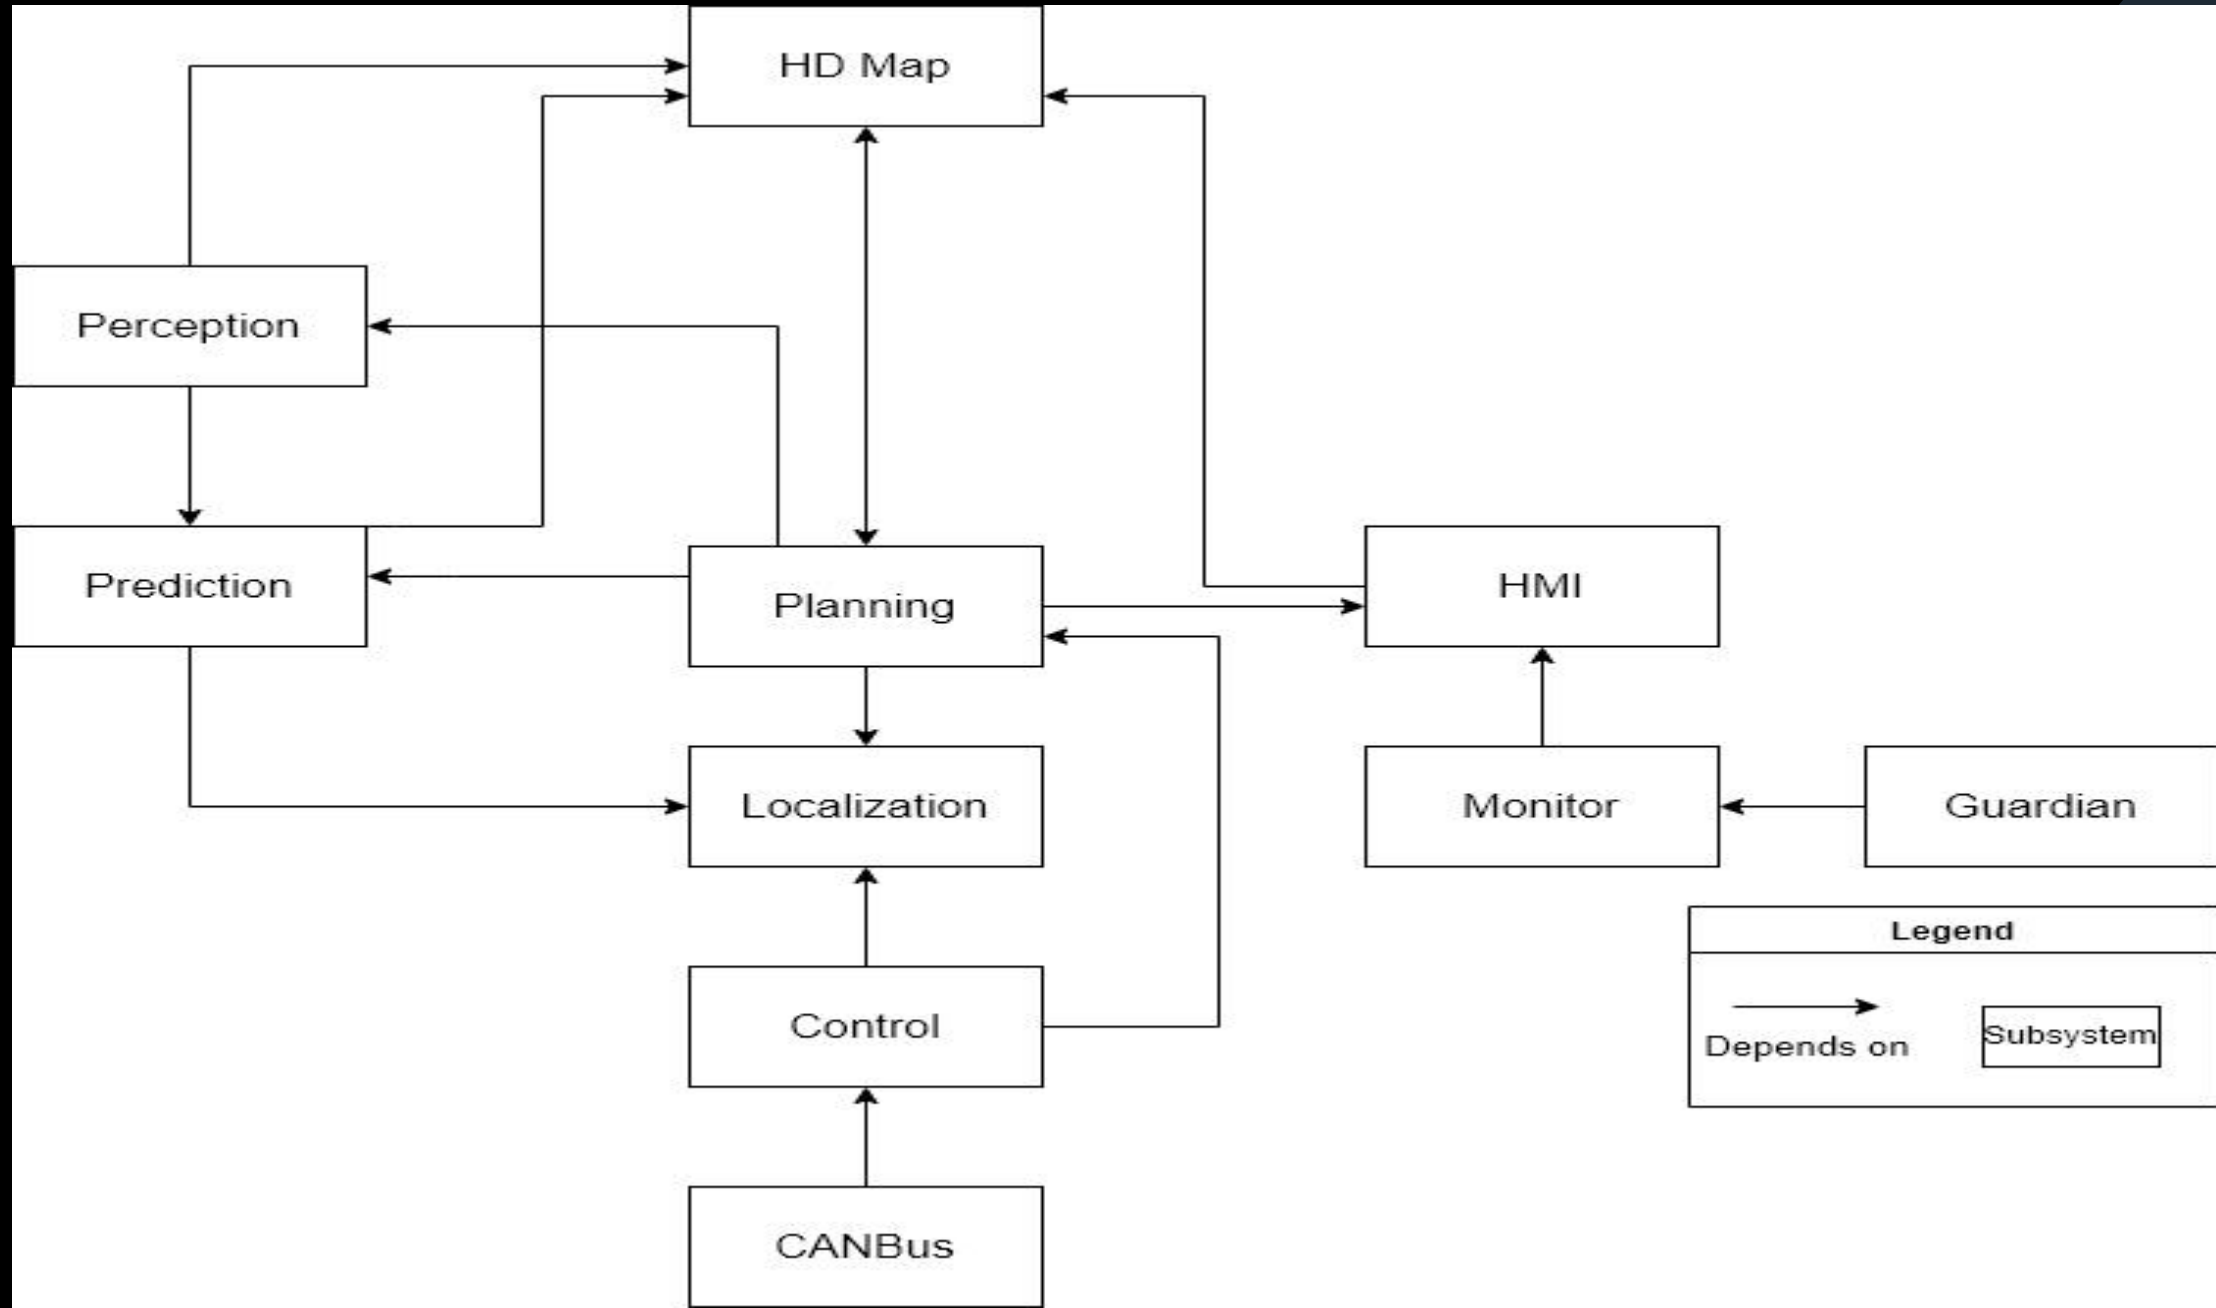 HD Map
Perception
Prediction
Planning
HMI
Localization
Monitor
Guardian
Legend
Depends on
Subsystem
Control
CANBus